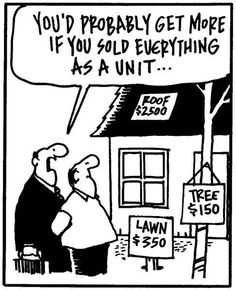 YOU'D PROBABLY GET MORE
IF YOU SOLD EVERYTHING
AS A UNIT...
ROOF
$2500
TREE
$150
LAWN
$350